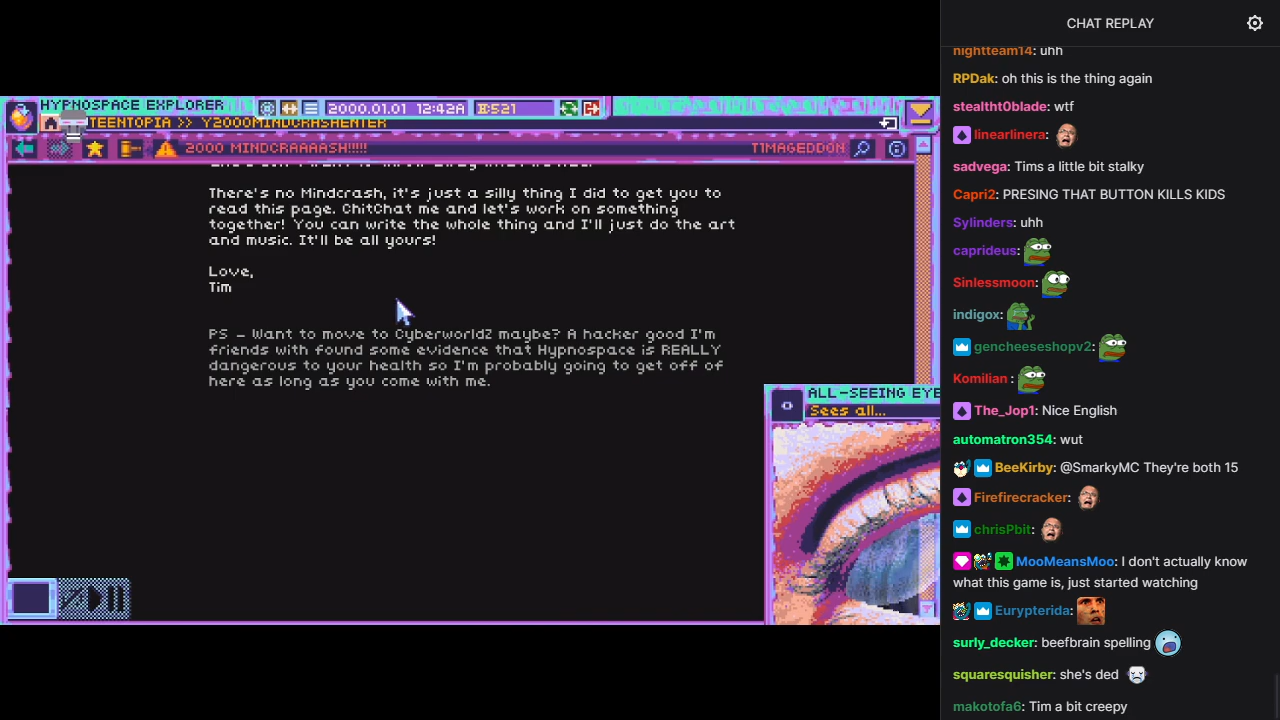 CHAT REPLAY
HYPNOSPACE EXPLORER
2000.01.01 12:42A
521
TEENTOPIA >> Y2000MINDCRASHENTER
2000 MINDCRAAAASH!!!!!
T1MAGEDDON
There's no Mindcrash, it's just a silly thing I did to get you to
read this page. ChitChat me and let's work on something
together! You can write the whole thing and I'll just do the art
and music. It'll be all yours!
Love,
Tim
PS - Want to move to CyberworldZ maybe? A hacker good I'm
friends with found some evidence that Hypnospace is REALLY
dangerous to your health so I'm probably going to get off of
here as long as you come with me.
ALL-SEEING EYE
Sees all...
nightteam14: uhh
RPDak: oh this is the thing again
stealtht0blade: wtf
linearlinera:
sadvega: Tims a little bit stalky
Capri2: PRESING THAT BUTTON KILLS KIDS
Sylinders: uhh
caprideus:
Sinlessmoon:
indigox:
gencheeseshopv2:
Komilian :
The_Jop1: Nice English
automatron354: wut
BeeKirby: @SmarkyMC They're both 15
Firefirecracker:
chrisPbit:
MooMeansMoo: I don't actually know
what this game is, just started watching
Eurypterida:
surly_decker: beefbrain spelling
squaresquisher: she's ded
makotofa6: Tim a bit creepy